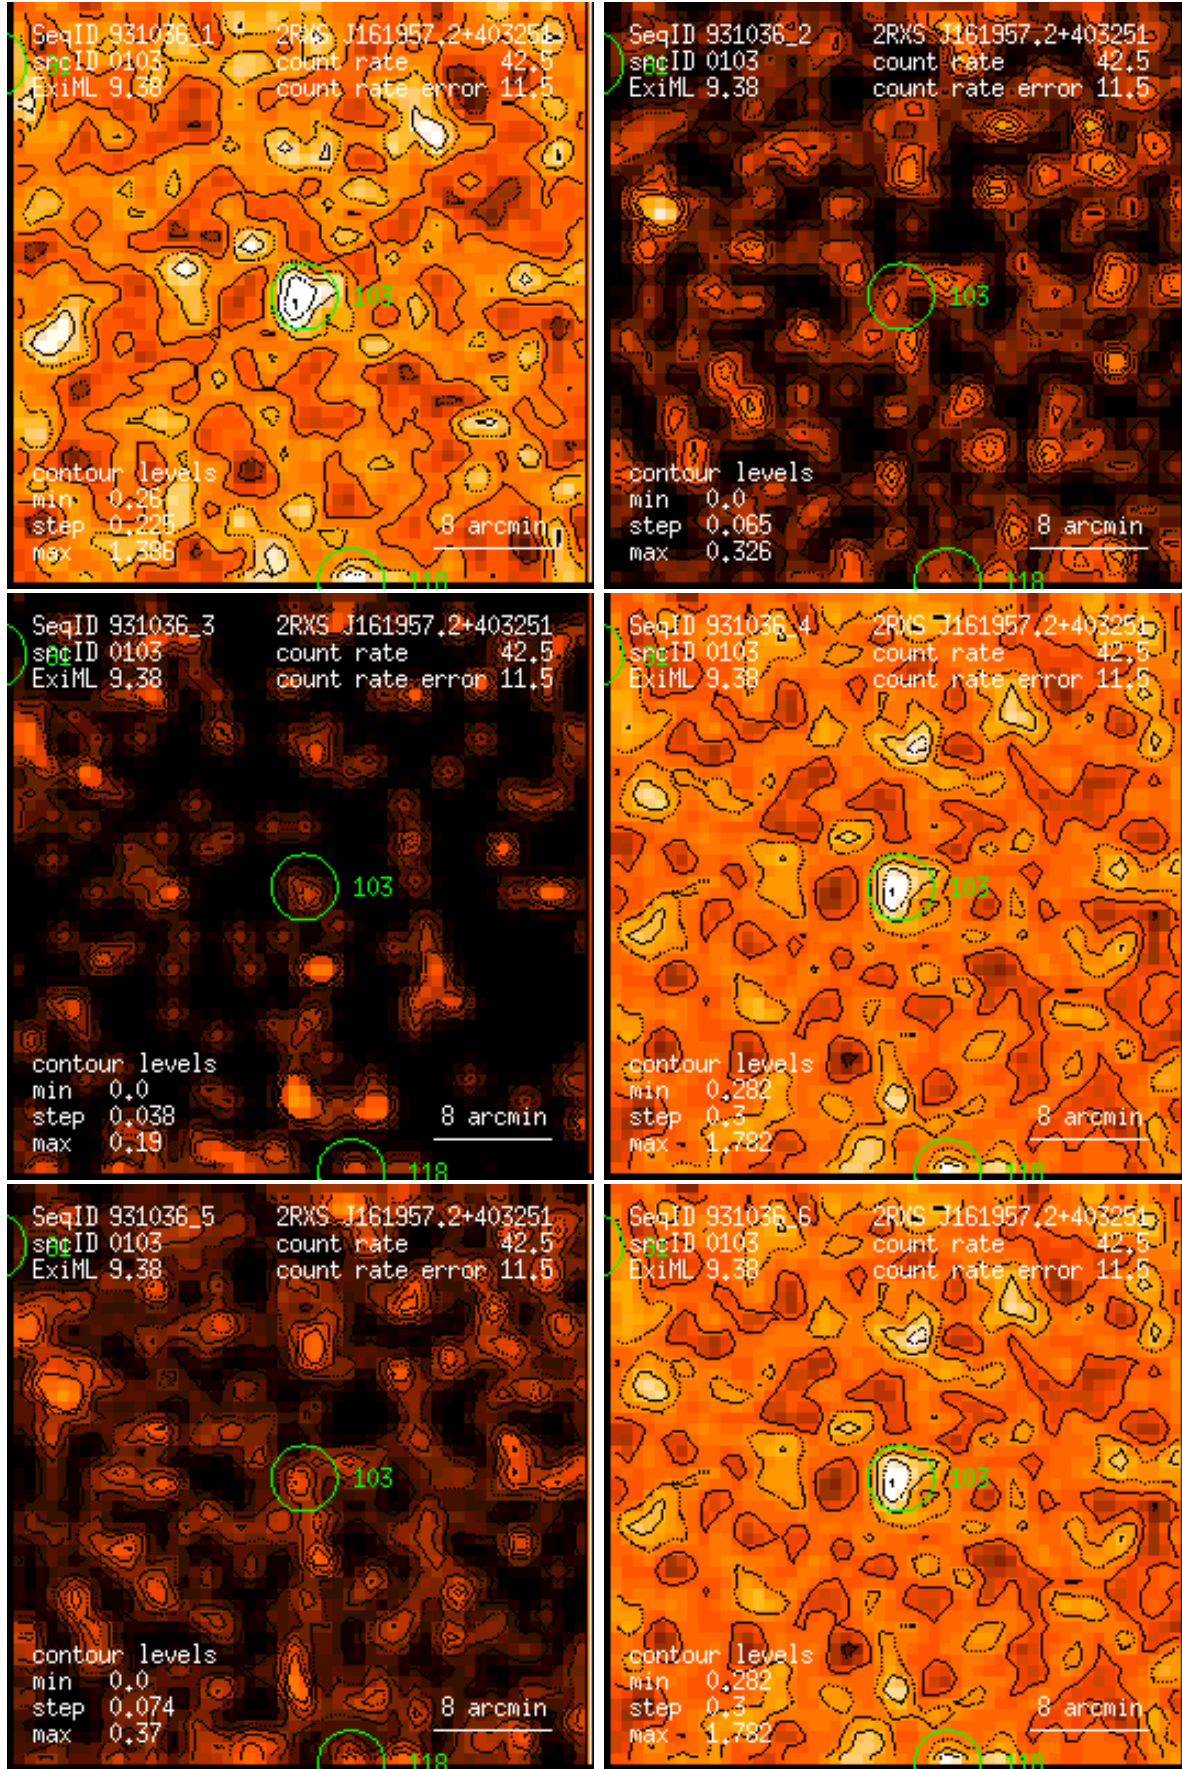 SeqID 931036_1 2RXS J161957.2+403251
srcID 0103 count rate 42.5
ExiML 9.38 count rate error 11.5
103
contour levels
min 0.26
step 0.225
max 1.386
8 arcmin
118
SeqID 931036_2 2RXS J161957.2+403251
srcID 0103 count rate 42.5
ExiML 9.38 count rate error 11.5
103
contour levels
min 0.0
step 0.065
max 0.326
8 arcmin
118
SeqID 931036_3 2RXS J161957.2+403251
srcID 0103 count rate 42.5
ExiML 9.38 count rate error 11.5
103
contour levels
min 0.0
step 0.038
max 0.19
8 arcmin
118
SeqID 931036_4 2RXS J161957.2+403251
srcID 0103 count rate 42.5
ExiML 9.38 count rate error 11.5
103
contour levels
min 0.282
step 0.3
max 1.782
8 arcmin
118
SeqID 931036_5 2RXS J161957.2+403251
srcID 0103 count rate 42.5
ExiML 9.38 count rate error 11.5
103
contour levels
min 0.0
step 0.074
max 0.37
8 arcmin
118
SeqID 931036_6 2RXS J161957.2+403251
srcID 0103 count rate 42.5
ExiML 9.38 count rate error 11.5
103
contour levels
min 0.282
step 0.3
max 1.782
8 arcmin
118